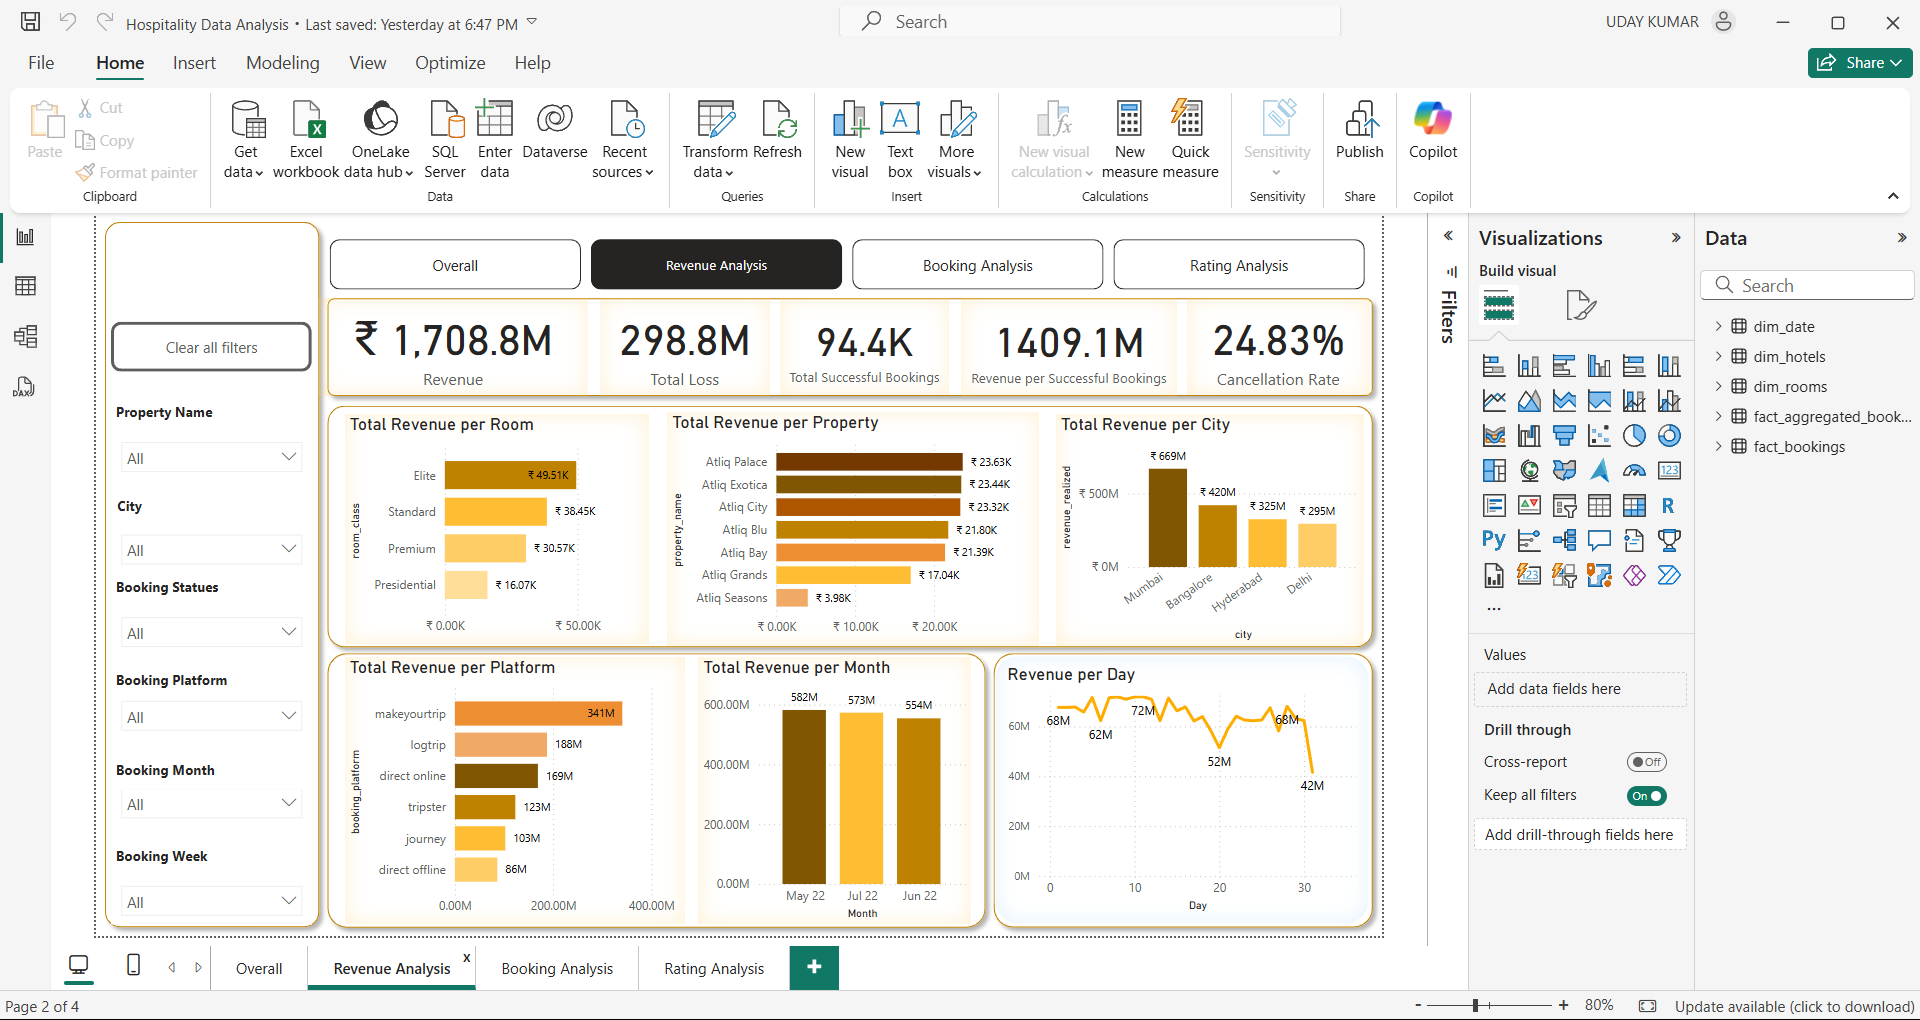 Hospitality Data Analysis • Last saved: Yesterday at 6:47 PM
Search
UDAY KUMAR
File
Home
Insert
Modeling
View
Optimize
Help
Share
Paste
Cut
Copy
Format painter
Clipboard
Get data
Excel workbook
OneLake data hub
SQL Server
Enter data
Dataverse
Recent sources
Data
Transform data
Refresh
Queries
New visual
Text box
More visuals
Insert
New visual calculation
New measure
Quick measure
Calculations
Sensitivity
Sensitivity
Publish
Share
Copilot
Copilot
Clear all filters
Property Name
All
City
All
Booking Statues
All
Booking Platform
All
Booking Month
All
Booking Week
All
Overall
Revenue Analysis
Booking Analysis
Rating Analysis
₹ 1,708.8M
Revenue
298.8M
Total Loss
94.4K
Total Successful Bookings
1409.1M
Revenue per Successful Bookings
24.83%
Cancellation Rate
Total Revenue per Room
room_class
Elite ₹ 49.51K
Standard ₹ 38.45K
Premium ₹ 30.57K
Presidential ₹ 16.07K
₹ 0.00K ₹ 50.00K
Total Revenue per Property
property_name
Atliq Palace ₹ 23.63K
Atliq Exotica ₹ 23.44K
Atliq City ₹ 23.32K
Atliq Blu ₹ 21.80K
Atliq Bay ₹ 21.39K
Atliq Grands ₹ 17.04K
Atliq Seasons ₹ 3.98K
₹ 0.00K ₹ 10.00K ₹ 20.00K
Total Revenue per City
revenue_realized
₹ 500M
₹ 0M
₹ 669M
₹ 420M
₹ 325M
₹ 295M
Mumbai
Bangalore
Hyderabad
Delhi
city
Total Revenue per Platform
booking_platform
makeyourtrip 341M
logtrip 188M
direct online 169M
tripster 123M
journey 103M
direct offline 86M
0.00M 200.00M 400.00M
Total Revenue per Month
600.00M
400.00M
200.00M
0.00M
582M
573M
554M
May 22 Jul 22 Jun 22
Month
Revenue per Day
60M
40M
20M
0M
68M
62M
72M
52M
68M
42M
0 10 20 30
Day
Filters
Visualizations
Build visual
123
R
Py
123
...
Values
Add data fields here
Drill through
Cross-report
Off
Keep all filters
On
Add drill-through fields here
Data
Search
dim_date
dim_hotels
dim_rooms
fact_aggregated_book...
fact_bookings
DAX
Overall
Revenue Analysis
x
Booking Analysis
Rating Analysis
+
Page 2 of 4
- + 80%
Update available (click to download)